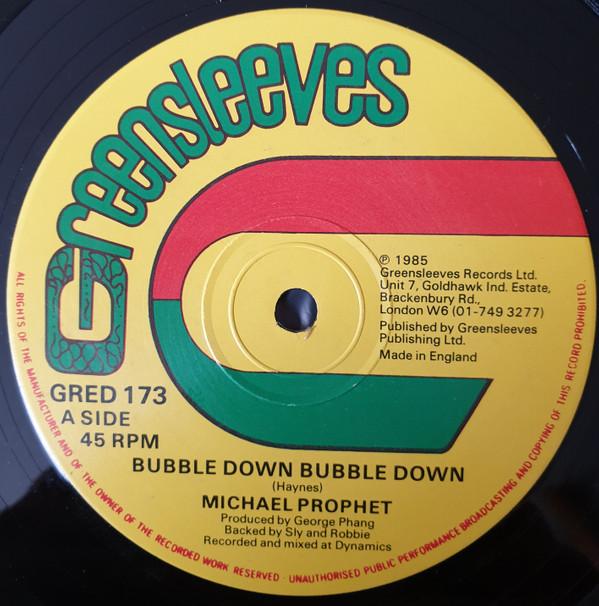 Greensleeves
℗ 1985
Greensleeves Records Ltd.
Unit 7, Goldhawk Ind. Estate,
Brackenbury Rd.,
London W6 (01-749 3277)
Published by Greensleeves
Publishing Ltd.
Made in England
GRED 173
A SIDE
45 RPM
BUBBLE DOWN BUBBLE DOWN
(Haynes)
MICHAEL PROPHET
Produced by George Phang
Backed by Sly and Robbie
Recorded and mixed at Dynamics
ALL RIGHTS OF THE MANUFACTURER AND OF THE OWNER OF THE RECORDED WORK RESERVED · UNAUTHORISED PUBLIC PERFORMANCE BROADCASTING AND COPYING OF THIS RECORD PROHIBITED.